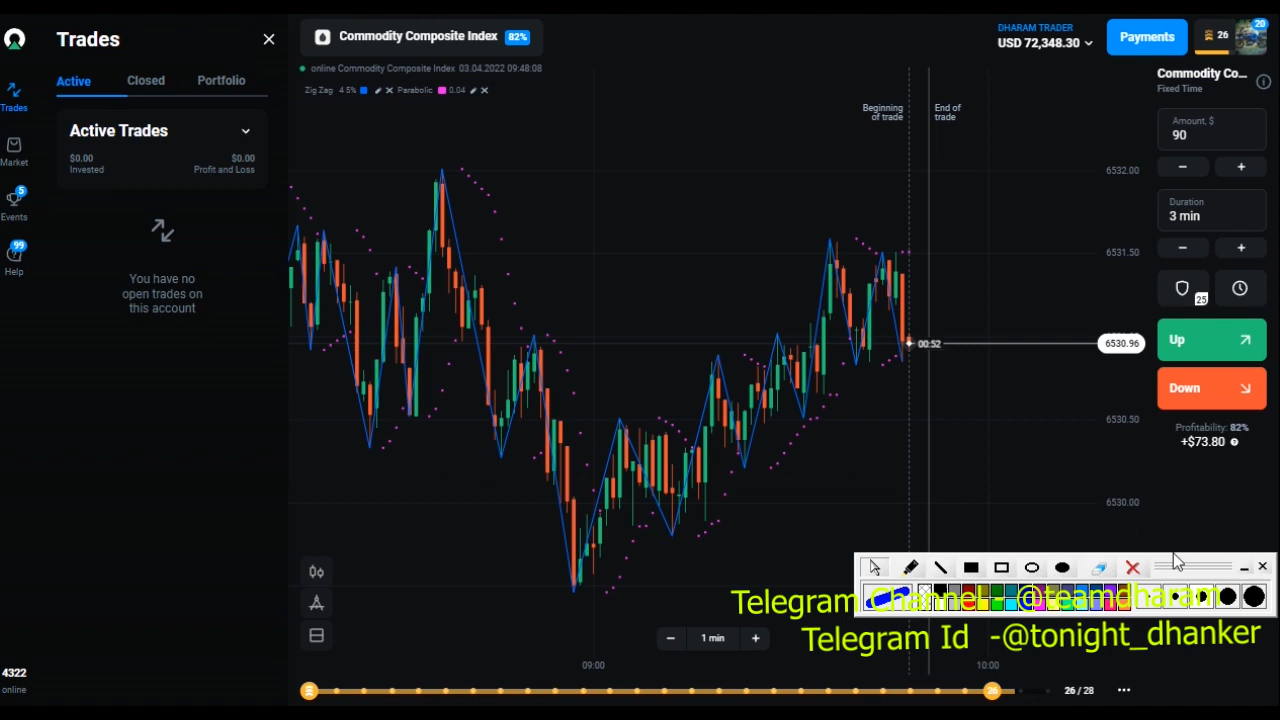 Trades
Commodity Composite Index 82%
DHARAM TRADER
USD 72,348.30
Payments
26
20
Active
Closed
Portfolio
online Commodity Composite Index 03.04.2022 09:48:08
Zig Zag 4 5% Parabolic 0.04
Commodity Co...
Fixed Time
Trades
Market
5
Events
99
Help
Active Trades
$0.00
Invested
$0.00
Profit and Loss
You have no
open trades on
this account
Beginning
of trade
End of
trade
6532.00
6531.50
6530.96
6530.50
6530.00
00:52
Amount, $
90
Duration
3 min
25
Up
Down
Profitability: 82%
+$73.80
Telegram Channel - @teamdharam
Telegram Id -@tonight_dhanker
1 min
09:00
10:00
4322
online
26
26 / 28